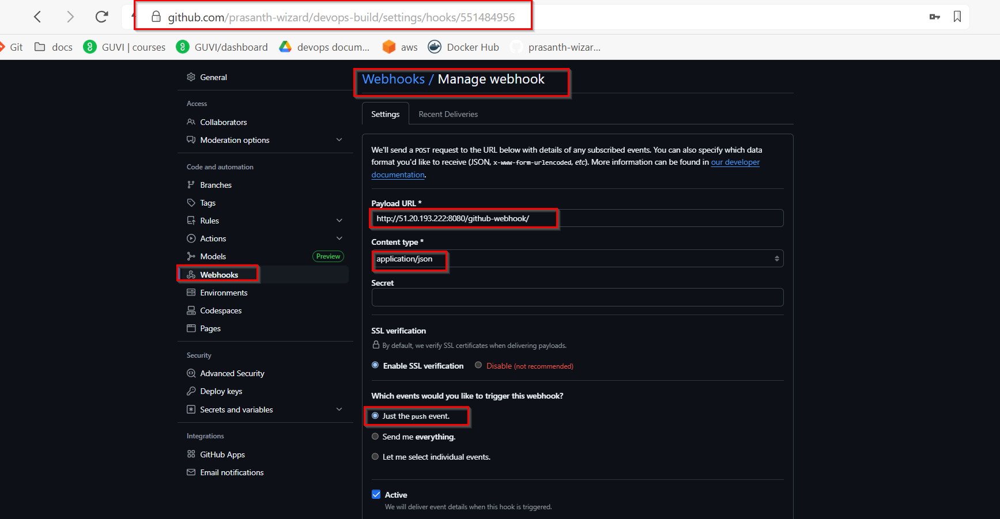 github.com/prasanth-wizard/devops-build/settings/hooks/551484956
Git docs GUVI | courses GUVI/dashboard devops docum... aws Docker Hub prasanth-wizar...
General
Access
Collaborators
Moderation options
Code and automation
Branches
Tags
Rules
Actions
Models Preview
Webhooks
Environments
Codespaces
Pages
Security
Advanced Security
Deploy keys
Secrets and variables
Integrations
GitHub Apps
Email notifications
Webhooks / Manage webhook
Settings Recent Deliveries
We'll send a POST request to the URL below with details of any subscribed events. You can also specify which data
format you'd like to receive (JSON, x-www-form-urlencoded, etc). More information can be found in our developer
documentation.
Payload URL *
http://51.20.193.222:8080/github-webhook/
Content type *
application/json
Secret
SSL verification
By default, we verify SSL certificates when delivering payloads.
Enable SSL verification Disable (not recommended)
Which events would you like to trigger this webhook?
Just the push event.
Send me everything.
Let me select individual events.
Active
We will deliver event details when this hook is triggered.